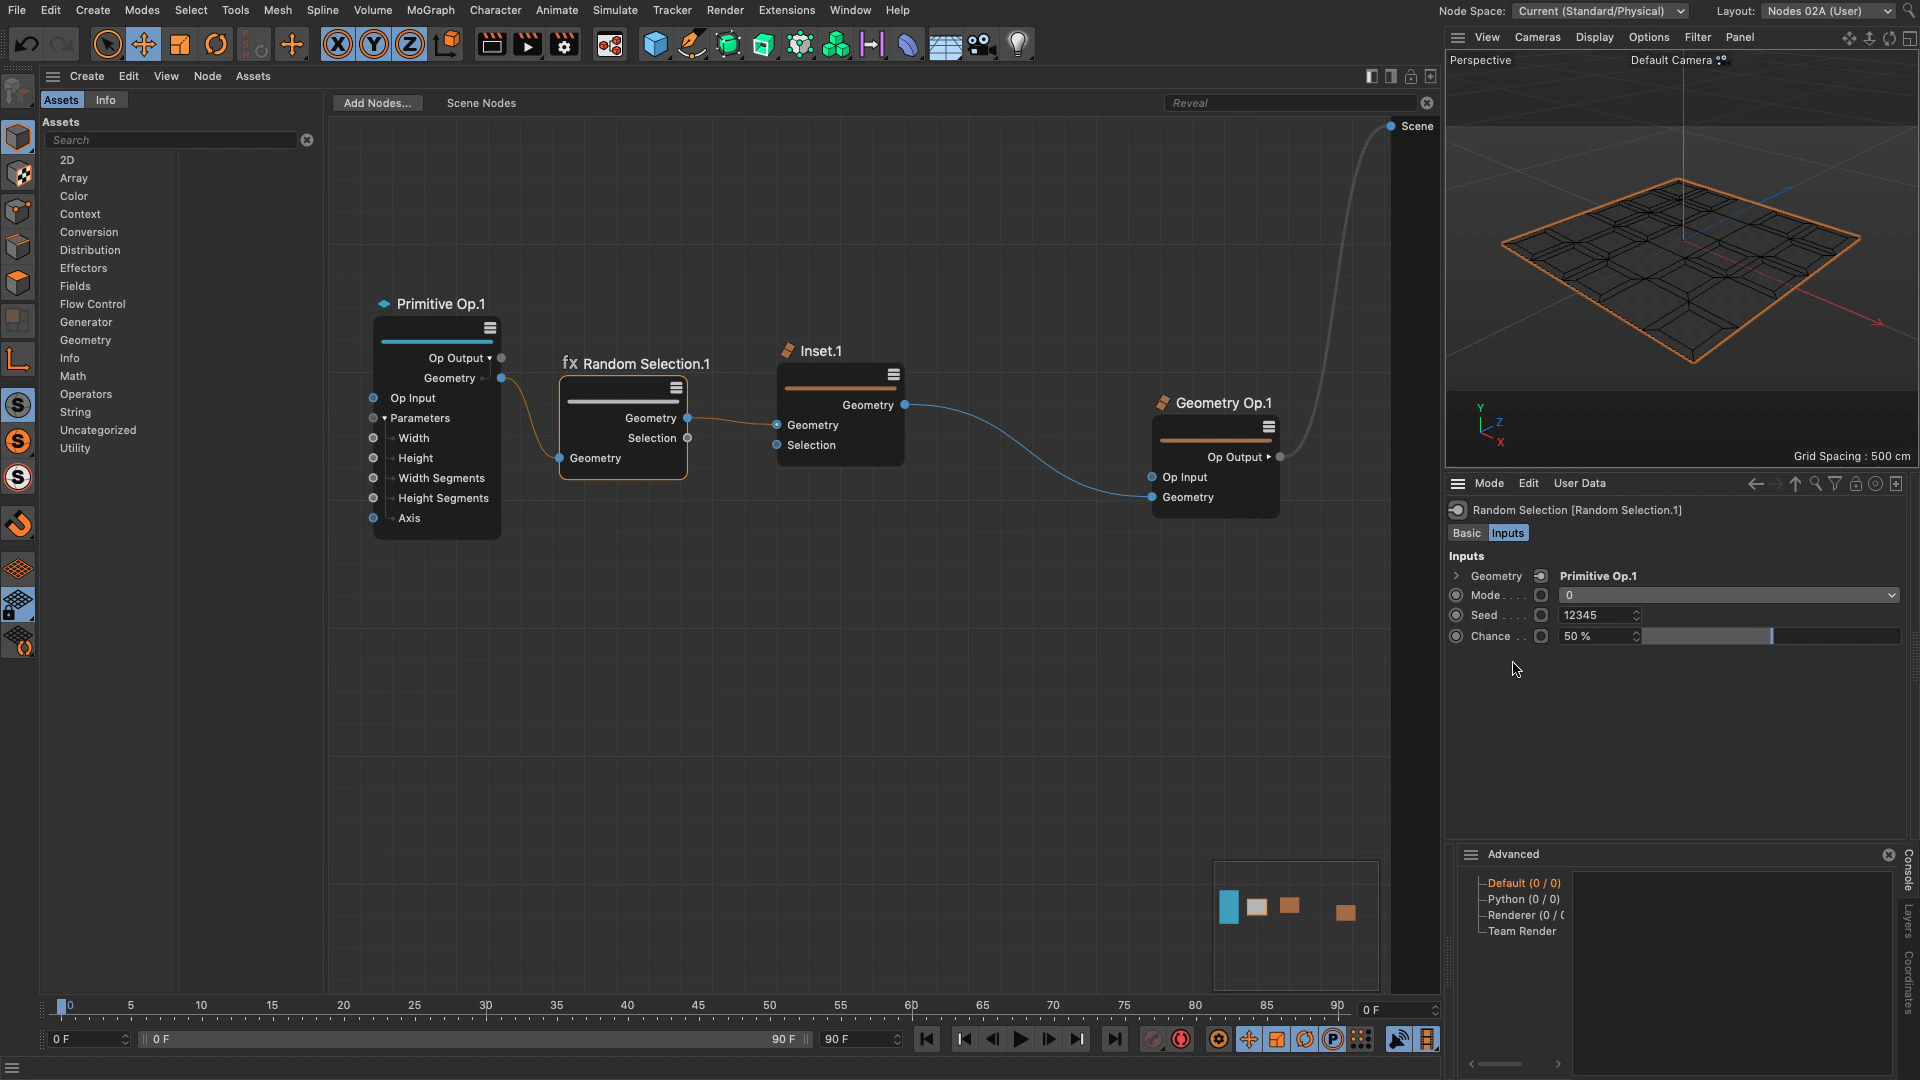 File Edit Create Modes Select Tools Mesh Spline Volume MoGraph Character Animate Simulate Tracker Render Extensions Window Help
Node Space: Current (Standard/Physical) Layout: Nodes 02A (User)
PSR X Y Z
Create Edit View Node Assets
Assets Info
Add Nodes... Scene Nodes Reveal
Assets
Search
2D
Array
Color
Context
Conversion
Distribution
Effectors
Fields
Flow Control
Generator
Geometry
Info
Math
Operators
String
Uncategorized
Utility
Scene
Primitive Op.1
Op Output
Geometry
Op Input
Parameters
Width
Height
Width Segments
Height Segments
Axis
fx Random Selection.1
Geometry
Selection
Geometry
Inset.1
Geometry
Geometry
Selection
Geometry Op.1
Op Output
Op Input
Geometry
View Cameras Display Options Filter Panel
Perspective Default Camera
Y
Z
X
Grid Spacing : 500 cm
Mode Edit User Data
Random Selection [Random Selection.1]
Basic Inputs
Inputs
Geometry Primitive Op.1
Mode . . . . 0
Seed . . . . 12345
Chance . . 50 %
Advanced
Default (0 / 0)
Python (0 / 0)
Renderer (0 / 0
Team Render
Console
Layers
Coordinates
S
S
S
0 5 10 15 20 25 30 35 40 45 50 55 60 65 70 75 80 85 90 0 F
0 F 0 F 90 F 90 F P